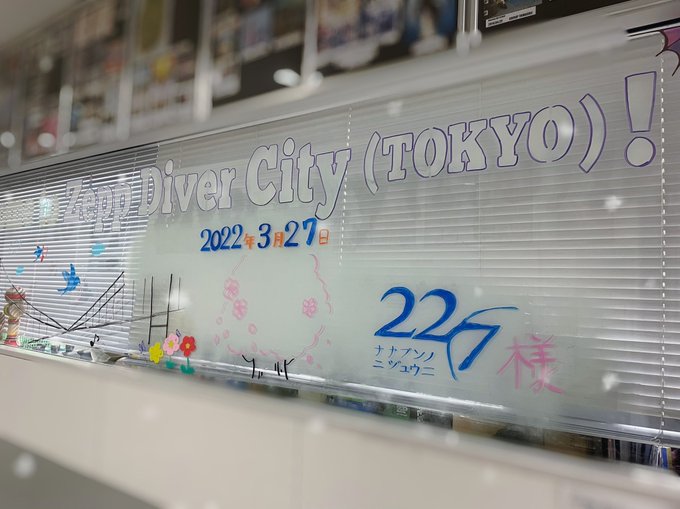 Zepp Diver City (TOKYO)!
2022年3月27日
22/7様
ナナブンノ
ニジュウニ